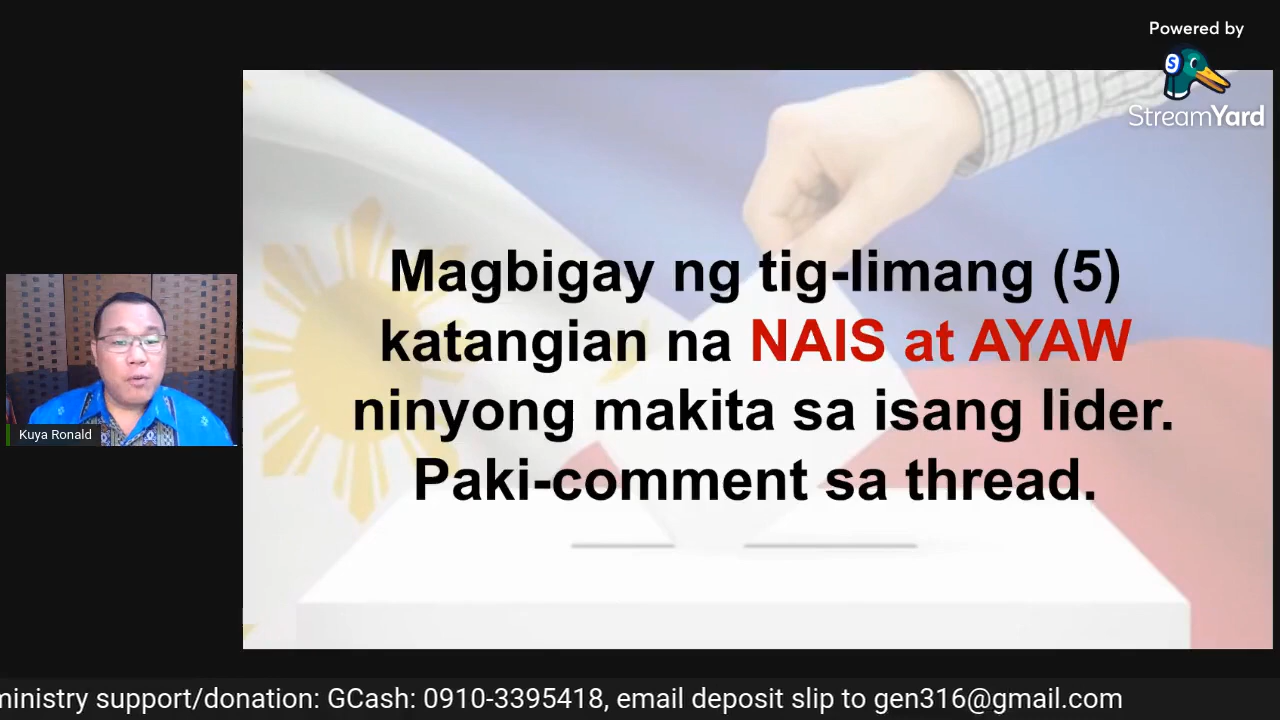 Powered by
StreamYard
Magbigay ng tig-limang (5)
katangian na NAIS at AYAW
ninyong makita sa isang lider.
Paki-comment sa thread.
Kuya Ronald
ministry support/donation: GCash: 0910-3395418, email deposit slip to gen316@gmail.com